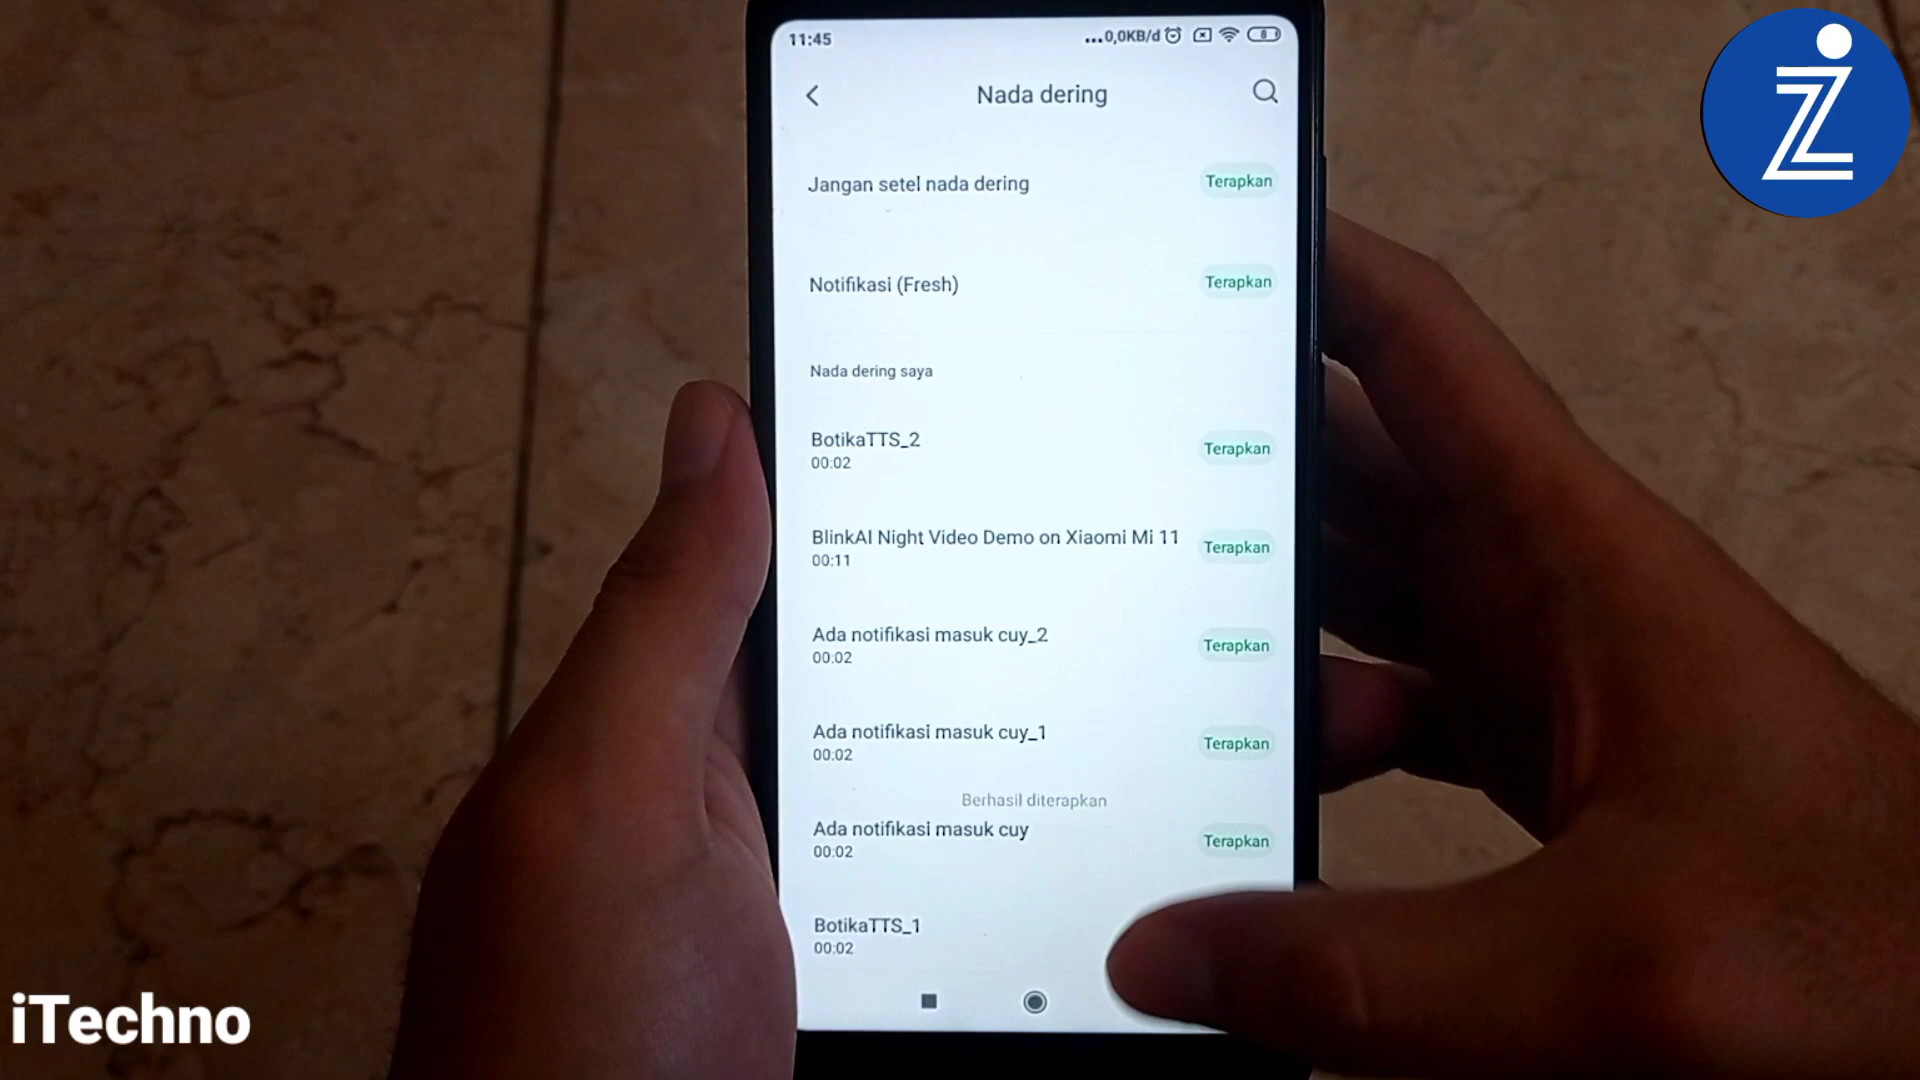 11:45
...0,0KB/d
8
Nada dering
Jangan setel nada dering
Terapkan
Notifikasi (Fresh)
Terapkan
Nada dering saya
BotikaTTS_2
00:02
Terapkan
BlinkAI Night Video Demo on Xiaomi Mi 11
00:11
Terapkan
Ada notifikasi masuk cuy_2
00:02
Terapkan
Ada notifikasi masuk cuy_1
00:02
Terapkan
Berhasil diterapkan
Ada notifikasi masuk cuy
00:02
Terapkan
BotikaTTS_1
00:02
iTechno